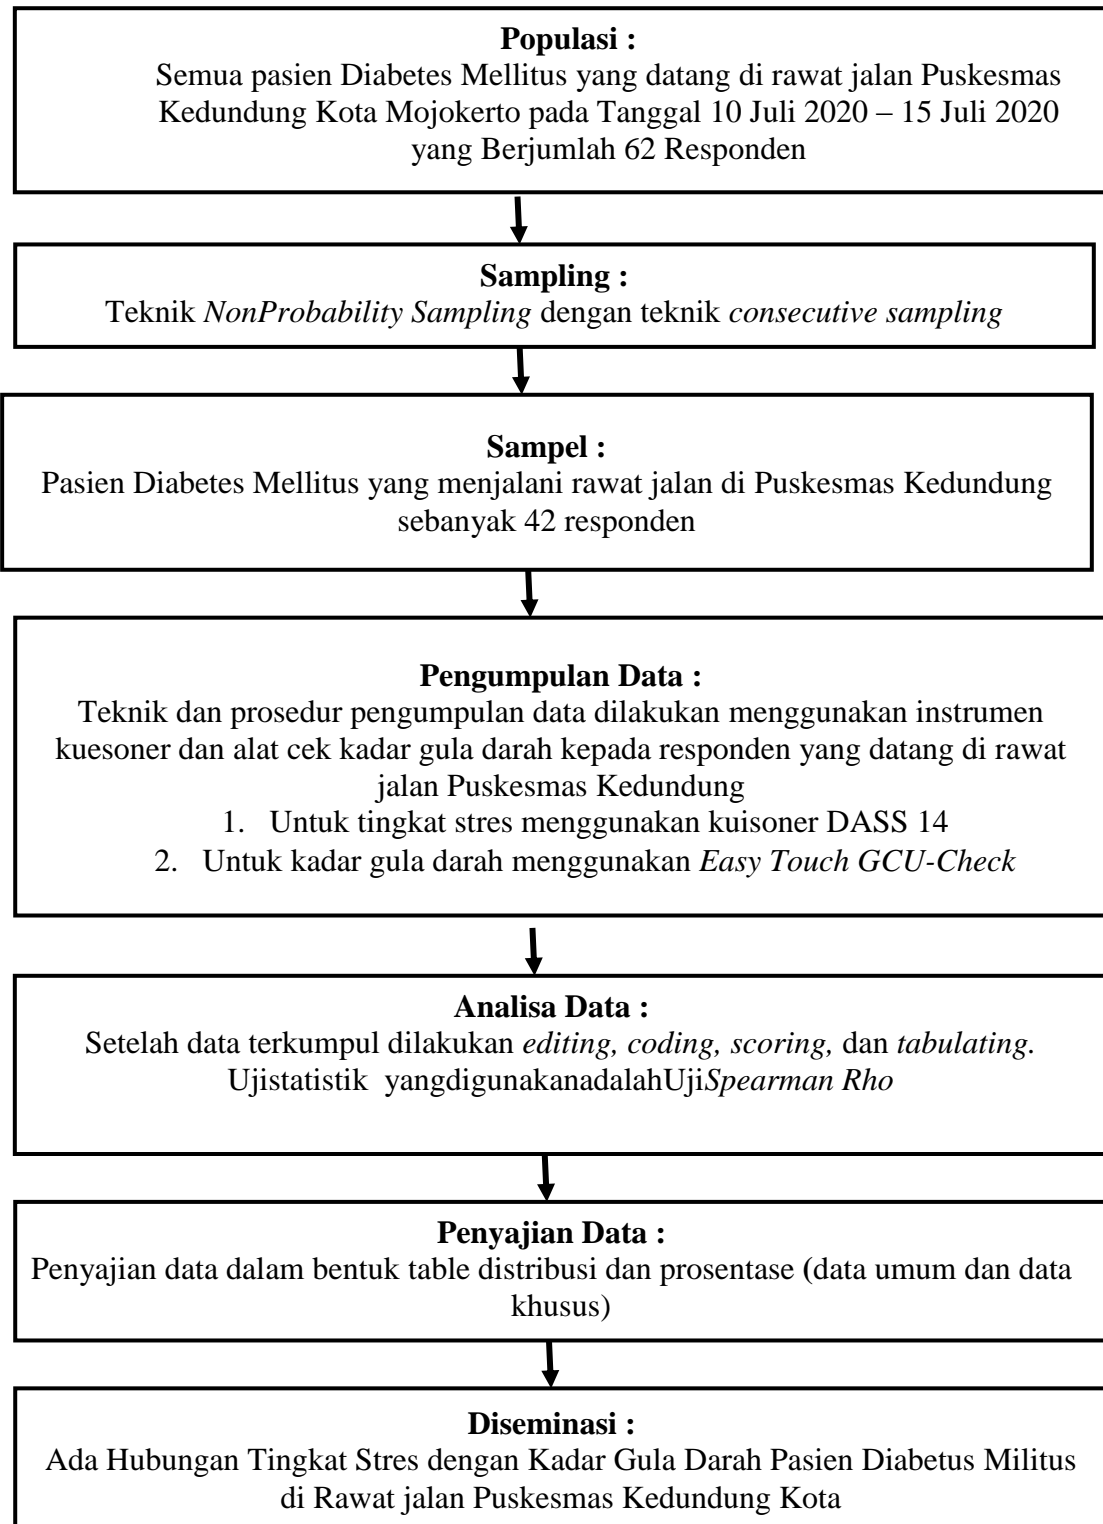 Populasi :
Semua pasien Diabetes Mellitus yang datang di rawat jalan Puskesmas
Kedundung Kota Mojokerto pada Tanggal 10 Juli 2020 – 15 Juli 2020
yang Berjumlah 62 Responden
Sampling :
Teknik NonProbability Sampling dengan teknik consecutive sampling
Sampel :
Pasien Diabetes Mellitus yang menjalani rawat jalan di Puskesmas Kedundung
sebanyak 42 responden
Pengumpulan Data :
Teknik dan prosedur pengumpulan data dilakukan menggunakan instrumen
kuesoner dan alat cek kadar gula darah kepada responden yang datang di rawat
jalan Puskesmas Kedundung
1. Untuk tingkat stres menggunakan kuisoner DASS 14
2. Untuk kadar gula darah menggunakan Easy Touch GCU-Check
Analisa Data :
Setelah data terkumpul dilakukan editing, coding, scoring, dan tabulating.
Ujistatistik yangdigunakanadalahUjiSpearman Rho
Penyajian Data :
Penyajian data dalam bentuk table distribusi dan prosentase (data umum dan data
khusus)
Diseminasi :
Ada Hubungan Tingkat Stres dengan Kadar Gula Darah Pasien Diabetus Militus
di Rawat jalan Puskesmas Kedundung Kota